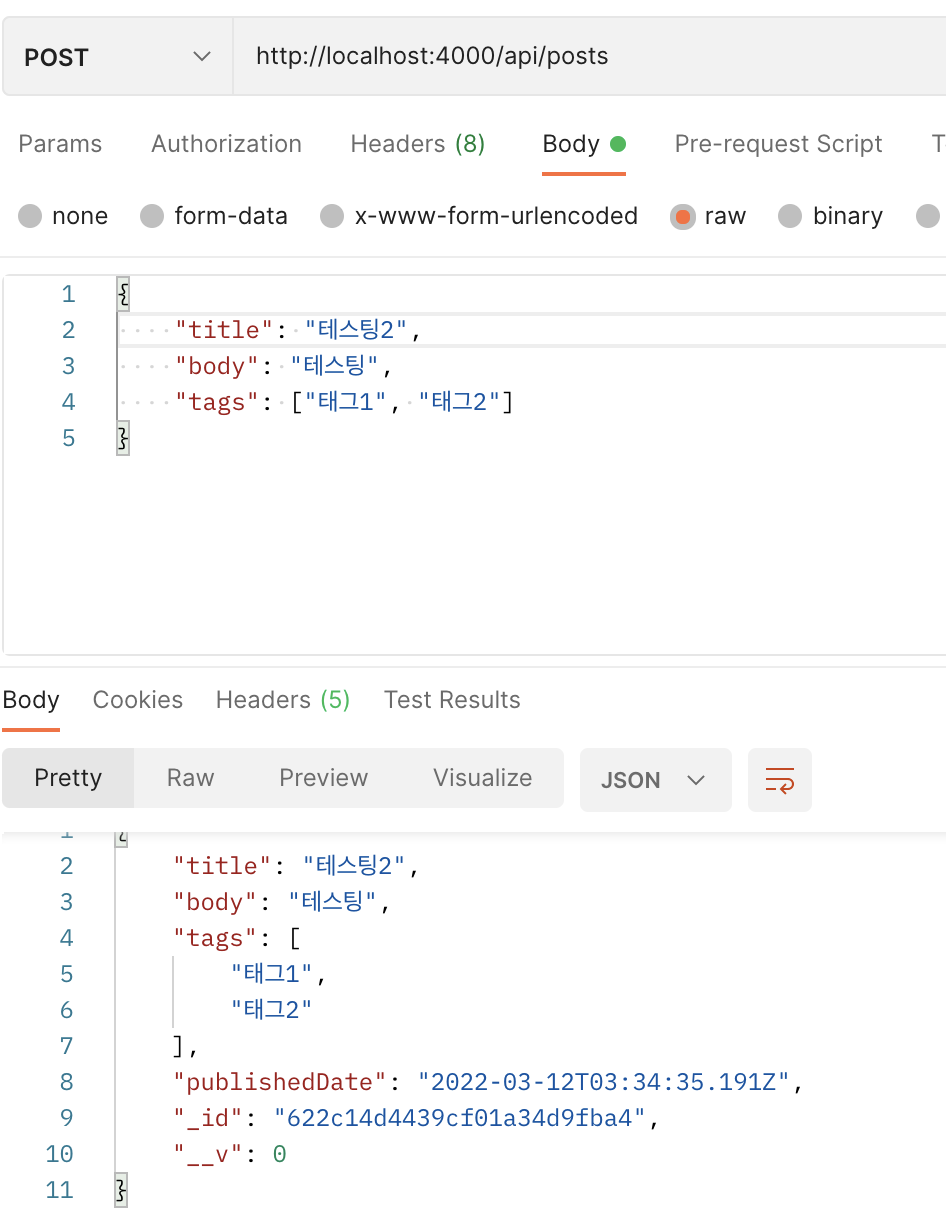 POST http://localhost:4000/api/posts
Params Authorization Headers (8) Body Pre-request Script
none form-data x-www-form-urlencoded raw binary
1 {
2 "title": "테스팅2",
3 "body": "테스팅",
4 "tags": ["태그1", "태그2"]
5 }
Body Cookies Headers (5) Test Results
Pretty Raw Preview Visualize JSON
1 {
2 "title": "테스팅2",
3 "body": "테스팅",
4 "tags": [
5 "태그1",
6 "태그2"
7 ],
8 "publishedDate": "2022-03-12T03:34:35.191Z",
9 "_id": "622c14d4439cf01a34d9fba4",
10 "__v": 0
11 }